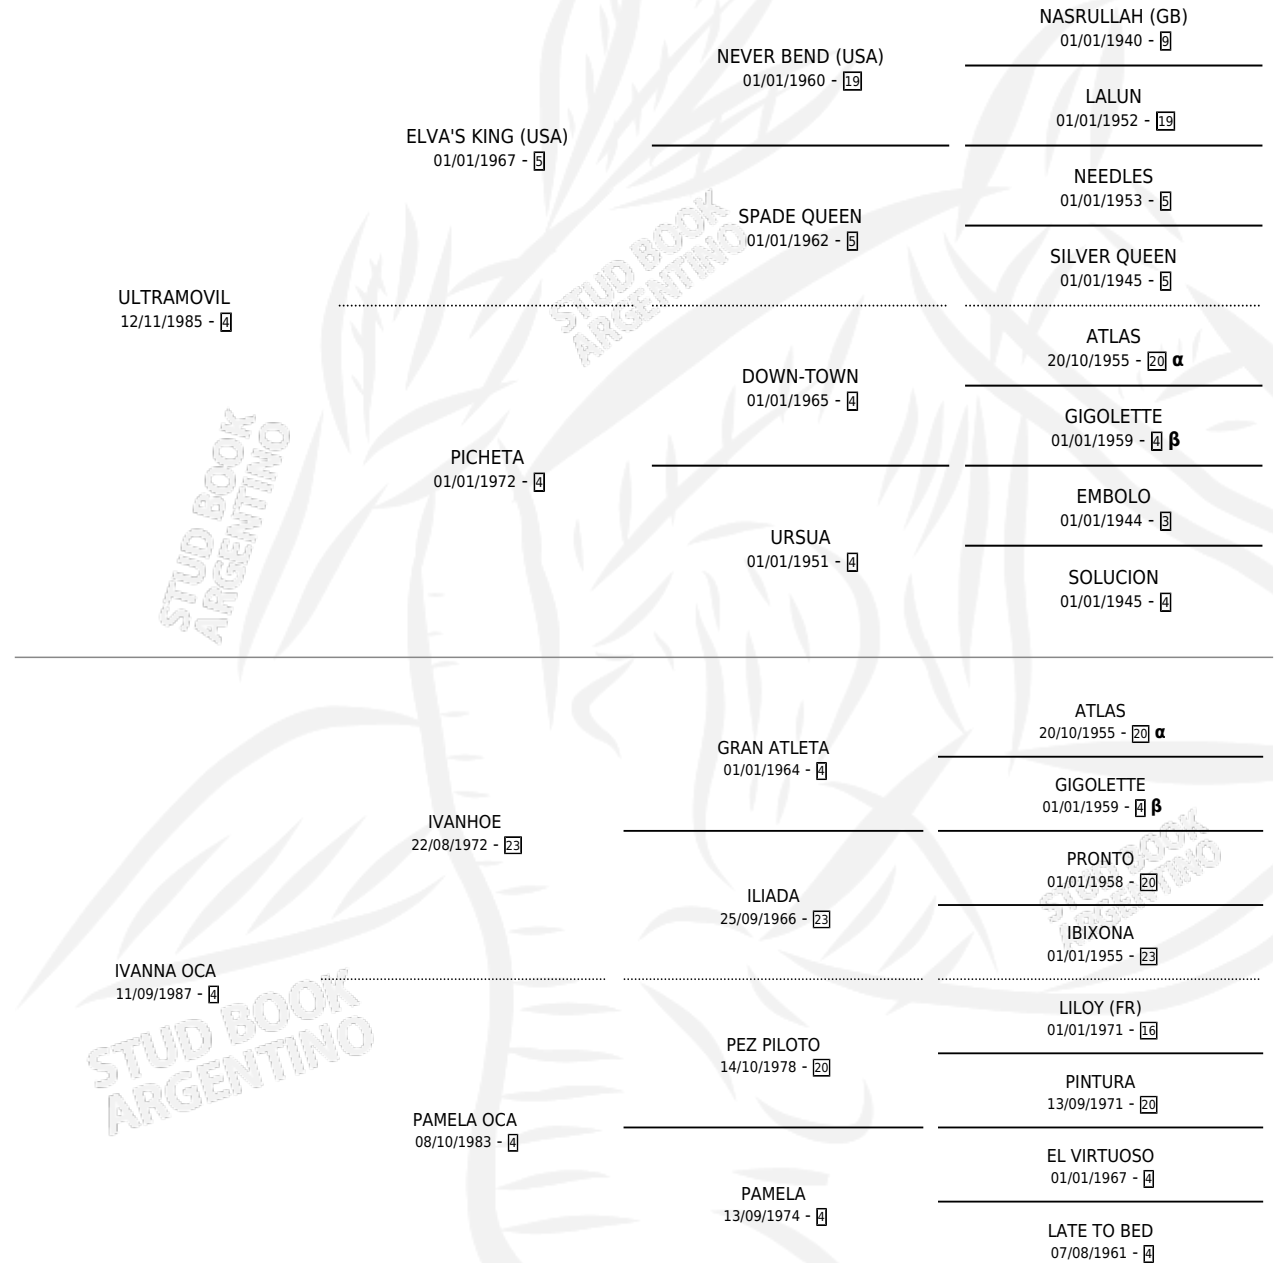 NASRULLAH (GB)
01/01/1940 - 9
NEVER BEND (USA)
01/01/1960 - 19
LALUN
01/01/1952 - 19
ELVA'S KING (USA)
01/01/1967 - 5
NEEDLES
01/01/1953 - 5
SPADE QUEEN
01/01/1962 - 5
SILVER QUEEN
01/01/1945 - 5
ULTRAMOVIL
12/11/1985 - 4
ATLAS
20/10/1955 - 20 α
DOWN-TOWN
01/01/1965 - 4
GIGOLETTE
01/01/1959 - 4 β
PICHETA
01/01/1972 - 4
EMBOLO
01/01/1944 - 3
URSUA
01/01/1951 - 4
SOLUCION
01/01/1945 - 4
ATLAS
20/10/1955 - 20 α
GRAN ATLETA
01/01/1964 - 4
GIGOLETTE
01/01/1959 - 4 β
IVANHOE
22/08/1972 - 23
PRONTO
01/01/1958 - 20
ILIADA
25/09/1966 - 23
IBIXONA
01/01/1955 - 23
IVANNA OCA
11/09/1987 - 4
LILOY (FR)
01/01/1971 - 16
PEZ PILOTO
14/10/1978 - 20
PINTURA
13/09/1971 - 20
PAMELA OCA
08/10/1983 - 4
EL VIRTUOSO
01/01/1967 - 4
PAMELA
13/09/1974 - 4
LATE TO BED
07/08/1961 - 4
STUD BOOK
ARGENTINO
STUD BOOK
ARGENTINO
STUD BOOK
ARGENTINO
STUD BOOK
ARGENTINO